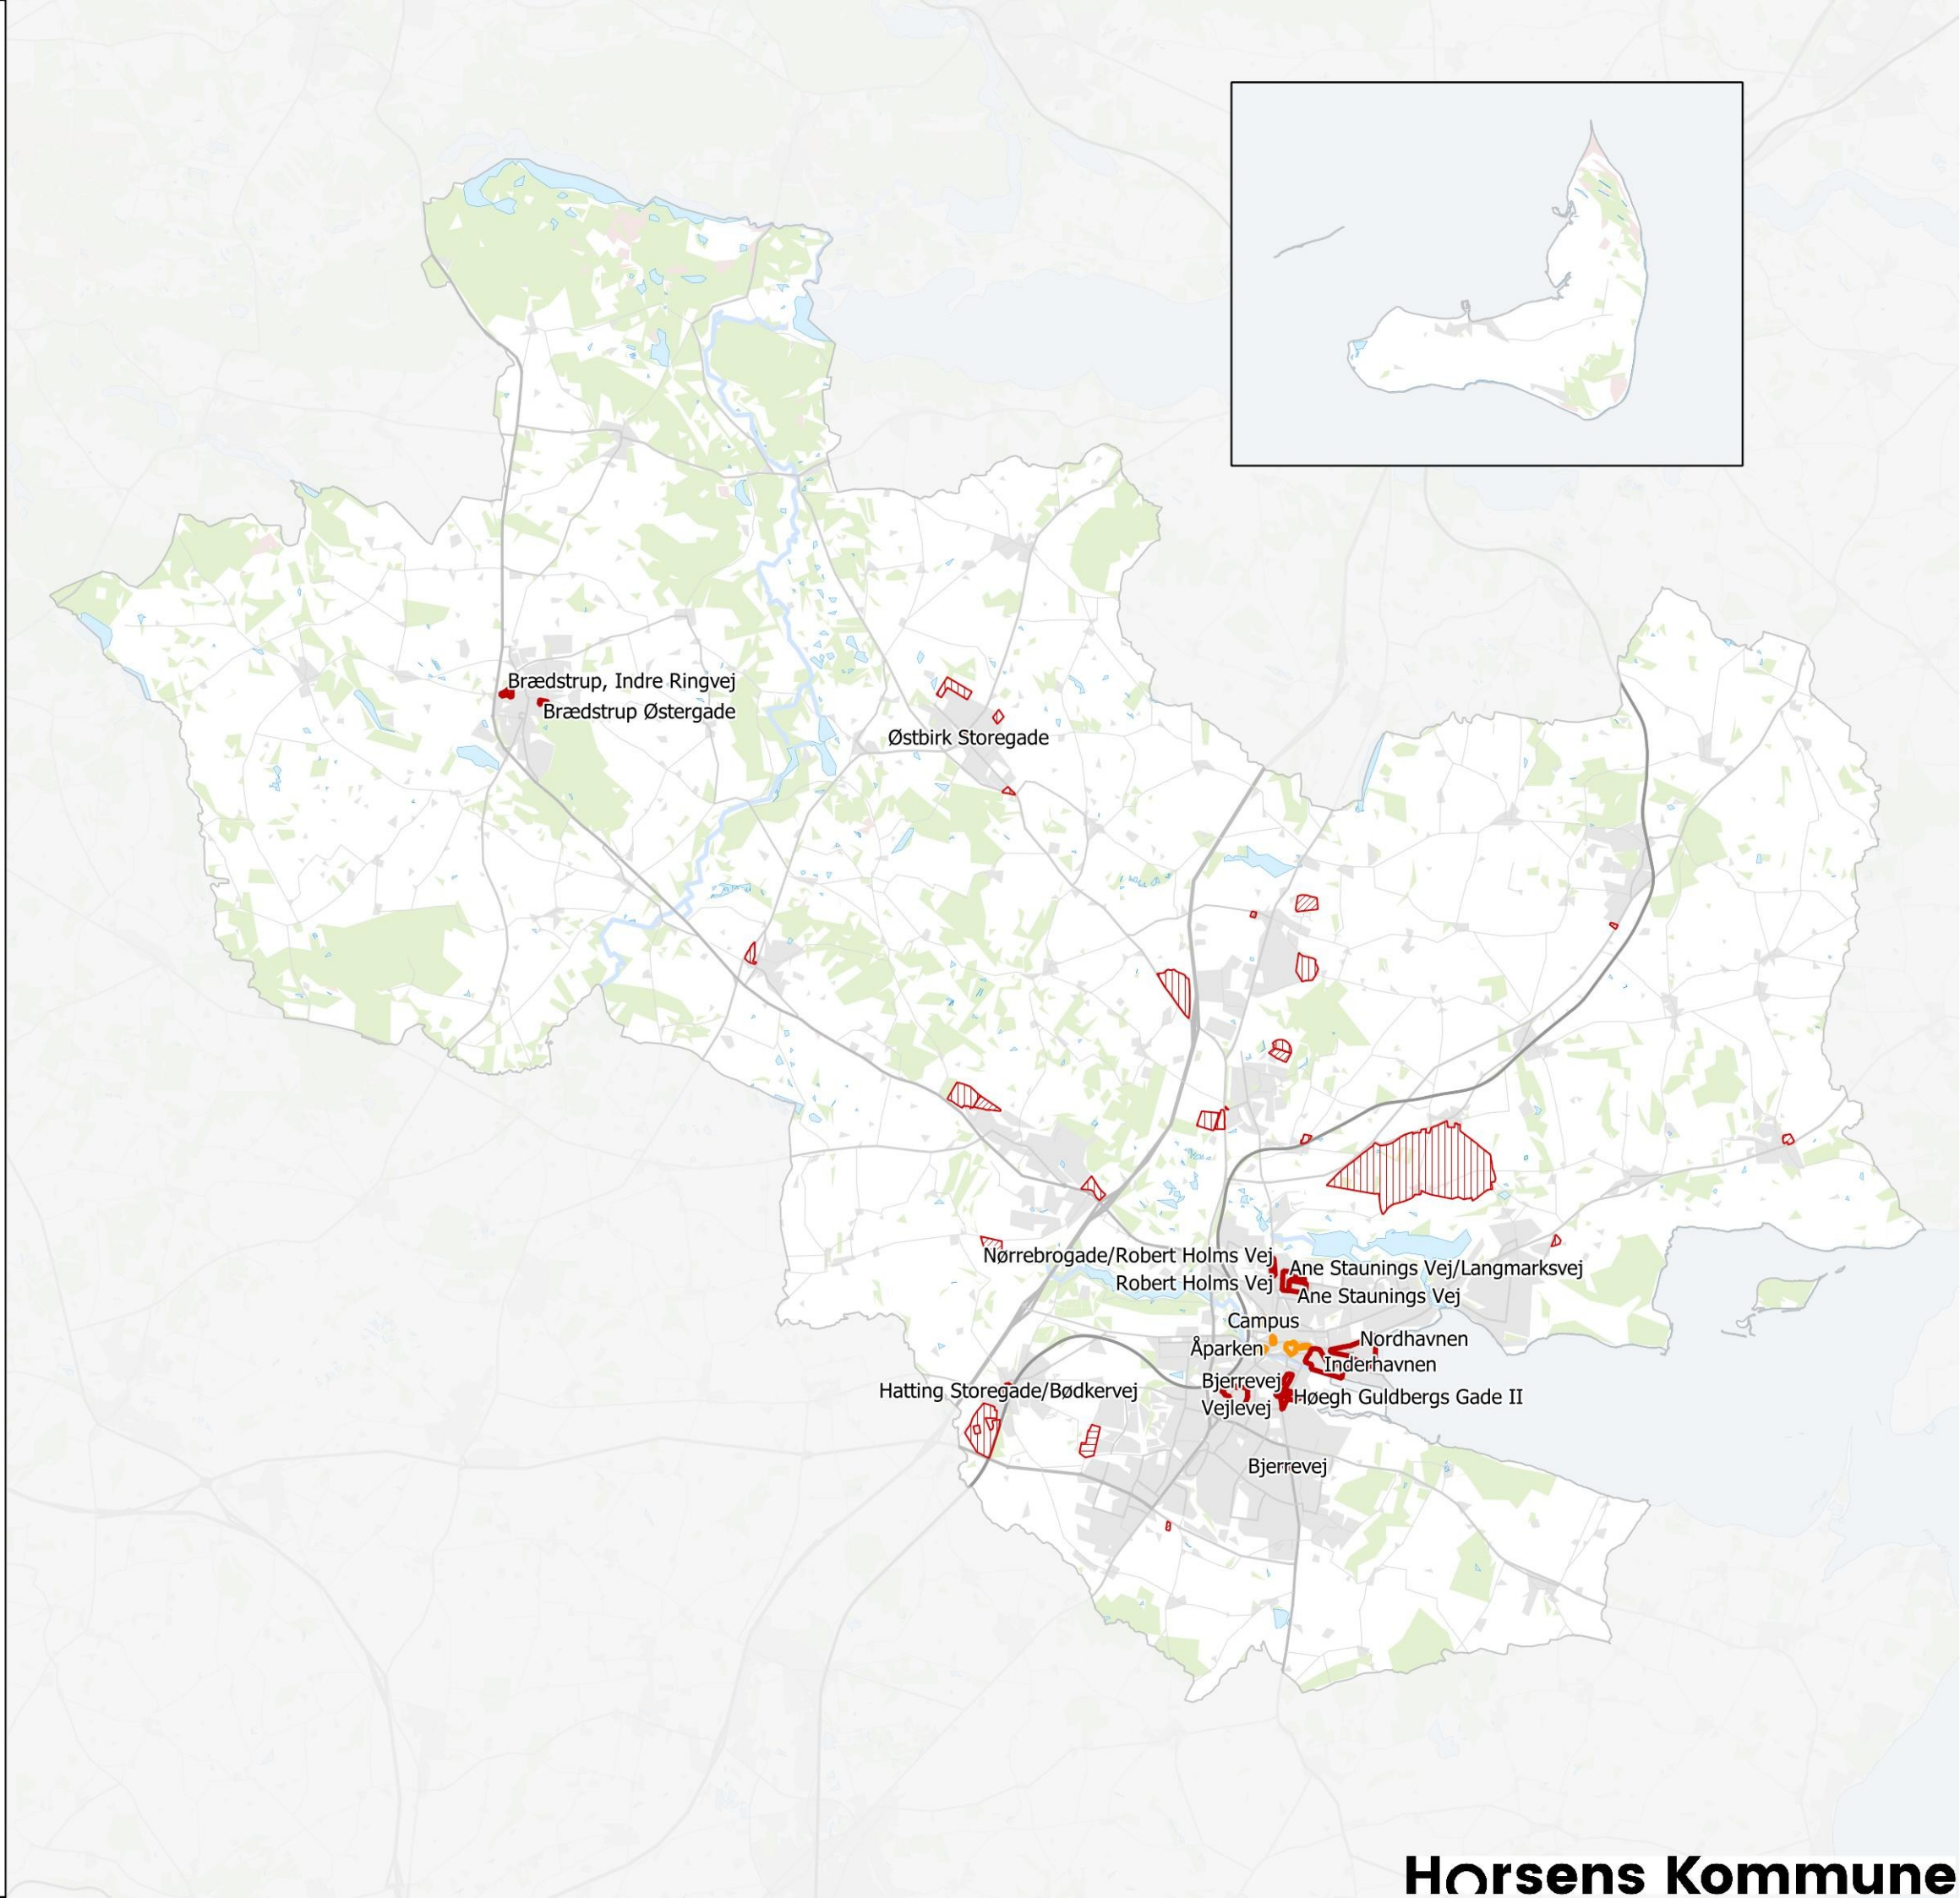 Brædstrup, Indre Ringvej
Brædstrup Østergade
Østbirk Storegade
Nørrebrogade/Robert Holms Vej
Ane Staunings Vej/Langmarksvej
Robert Holms Vej
Ane Staunings Vej
Campus
Nordhavnen
Åparken
Inderhavnen
Bjerrevej
Hatting Storegade/Bødkervej
Høegh Guldbergs Gade II
Vejlevej
Bjerrevej
Horsens Kommune